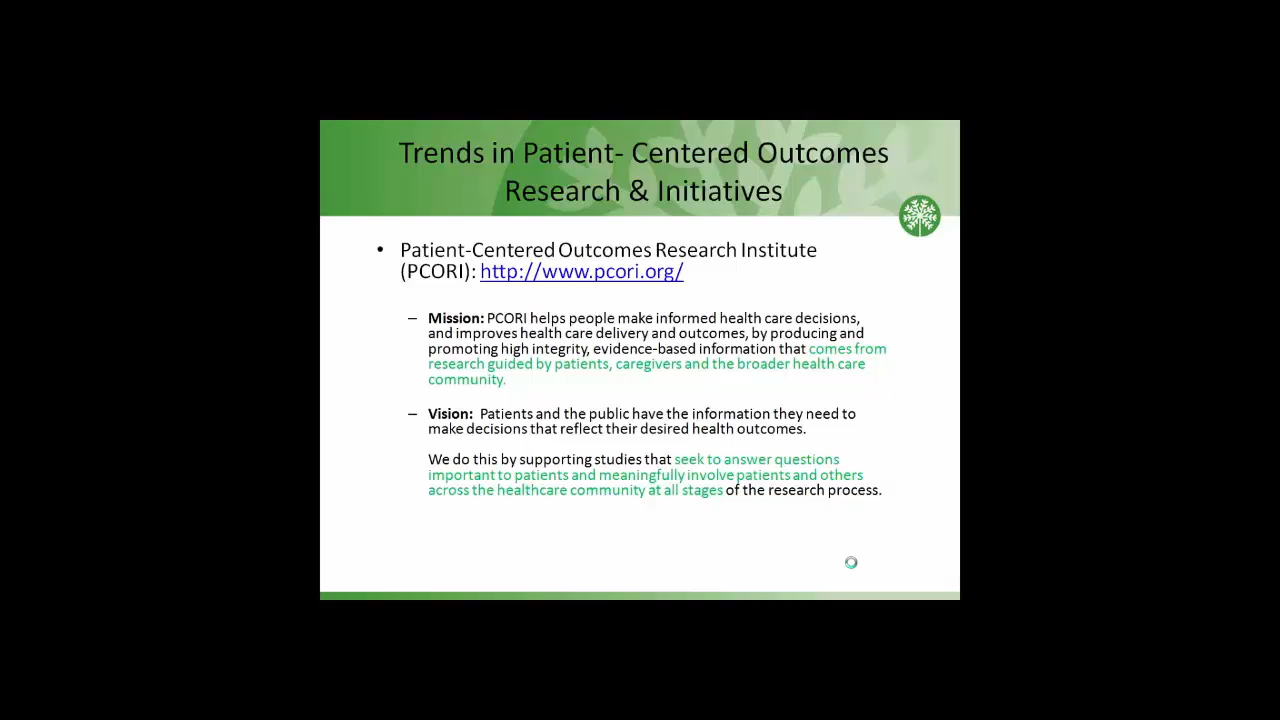 Trends in Patient- Centered Outcomes
Research & Initiatives
• Patient-Centered Outcomes Research Institute
(PCORI): http://www.pcori.org/
– Mission: PCORI helps people make informed health care decisions,
and improves health care delivery and outcomes, by producing and
promoting high integrity, evidence-based information that comes from
research guided by patients, caregivers and the broader health care
community.
– Vision: Patients and the public have the information they need to
make decisions that reflect their desired health outcomes.
We do this by supporting studies that seek to answer questions
important to patients and meaningfully involve patients and others
across the healthcare community at all stages of the research process.